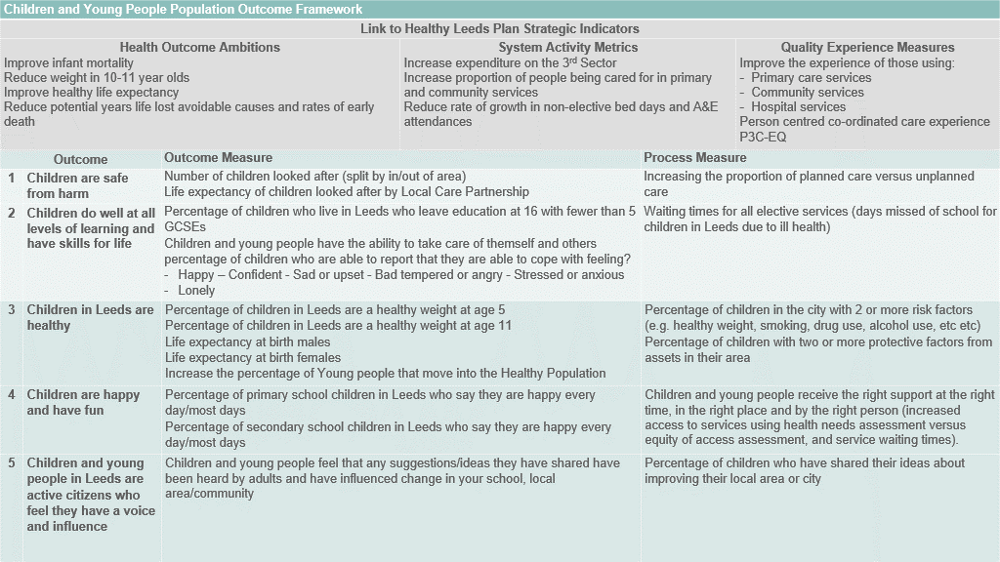 Children and Young People Population Outcome Framework
Link to Healthy Leeds Plan Strategic Indicators
Health Outcome Ambitions
Improve infant mortality
Reduce weight in 10-11 year olds
Improve healthy life expectancy
Reduce potential years life lost avoidable causes and rates of early
death
System Activity Metrics
Increase expenditure on the 3rd Sector
Increase proportion of people being cared for in primary
and community services
Reduce rate of growth in non-elective bed days and A&E
attendances
Quality Experience Measures
Improve the experience of those using:
- Primary care services
- Community services
- Hospital services
Person centred co-ordinated care experience
P3C-EQ
Outcome
Outcome Measure
Process Measure
1
Children are safe
from harm
Number of children looked after (split by in/out of area)
Life expectancy of children looked after by Local Care Partnership
Increasing the proportion of planned care versus unplanned
care
2
Children do well at all
levels of learning and
have skills for life
Percentage of children who live in Leeds who leave education at 16 with fewer than 5
GCSEs
Children and young people have the ability to take care of themself and others
percentage of children who are able to report that they are able to cope with feeling?
- Happy – Confident - Sad or upset - Bad tempered or angry - Stressed or anxious
- Lonely
Waiting times for all elective services (days missed of school for
children in Leeds due to ill health)
3
Children in Leeds are
healthy
Percentage of children in Leeds are a healthy weight at age 5
Percentage of children in Leeds are a healthy weight at age 11
Life expectancy at birth males
Life expectancy at birth females
Increase the percentage of Young people that move into the Healthy Population
Percentage of children in the city with 2 or more risk factors
(e.g. healthy weight, smoking, drug use, alcohol use, etc etc)
Percentage of children with two or more protective factors from
assets in their area
4
Children are happy
and have fun
Percentage of primary school children in Leeds who say they are happy every
day/most days
Percentage of secondary school children in Leeds who say they are happy every
day/most days
Children and young people receive the right support at the right
time, in the right place and by the right person (increased
access to services using health needs assessment versus
equity of access assessment, and service waiting times).
5
Children and young
people in Leeds are
active citizens who
feel they have a voice
and influence
Children and young people feel that any suggestions/ideas they have shared have
been heard by adults and have influenced change in your school, local
area/community
Percentage of children who have shared their ideas about
improving their local area or city